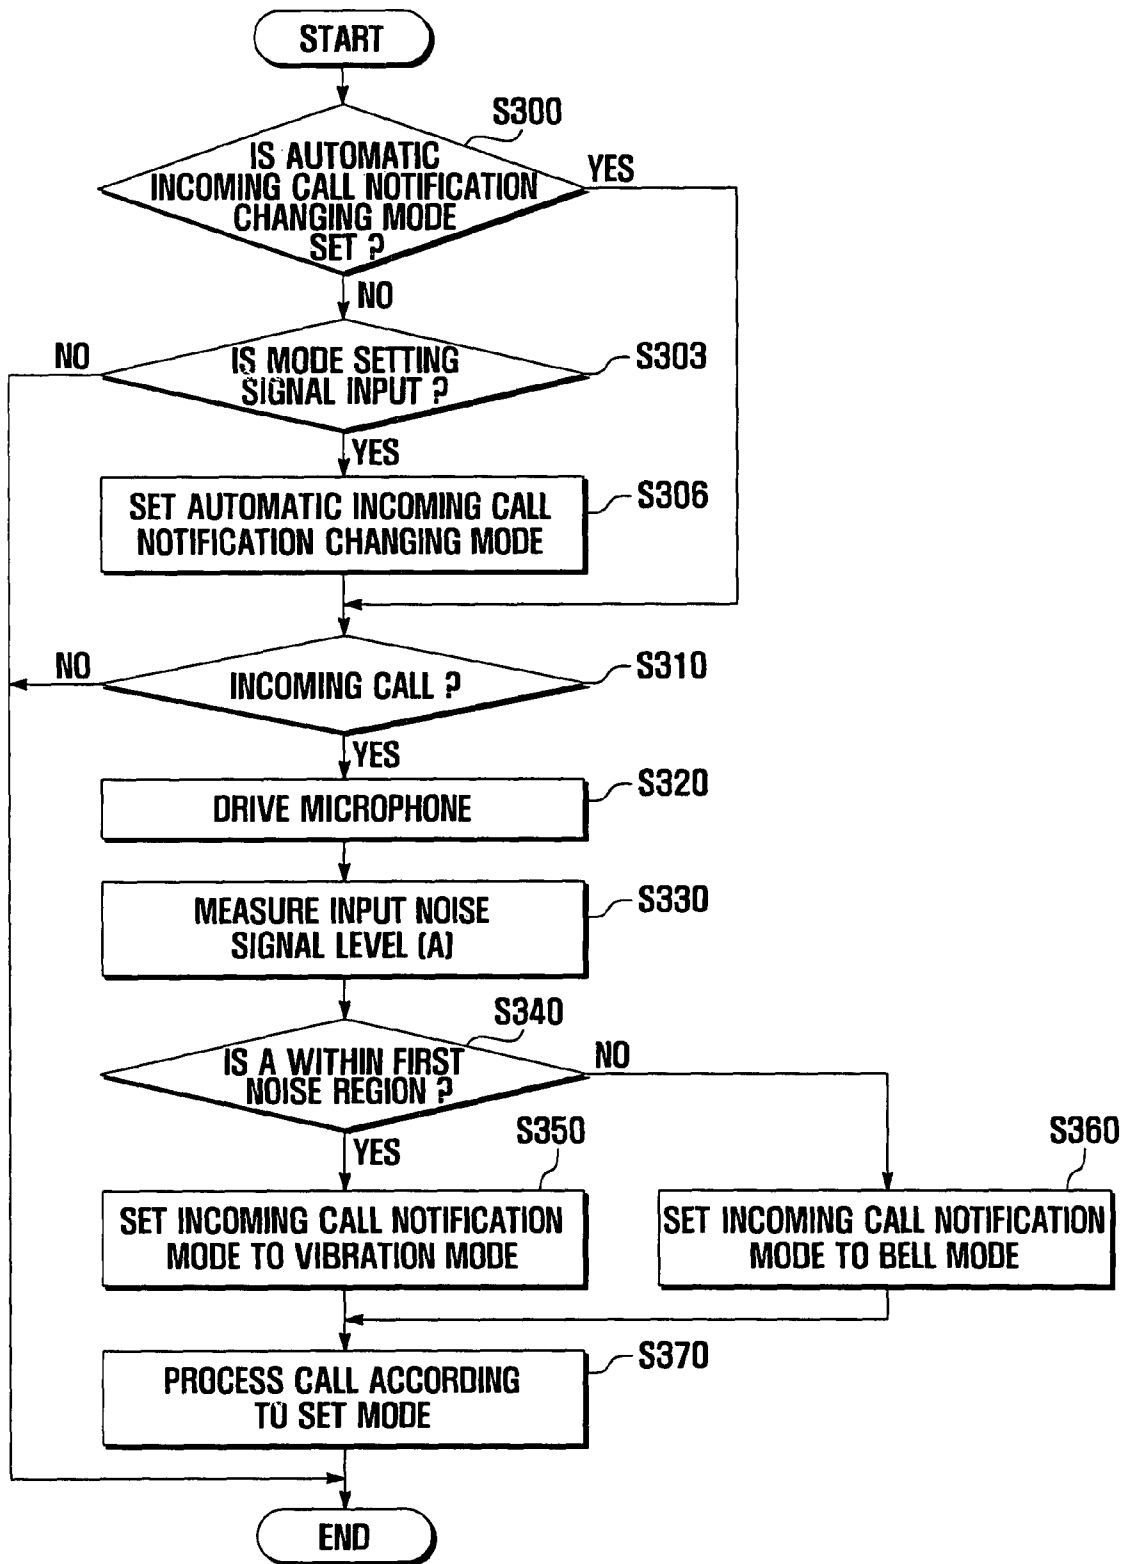 START
S300
IS AUTOMATIC
INCOMING CALL NOTIFICATION
CHANGING MODE
SET ?
YES
NO
NO
IS MODE SETTING
SIGNAL INPUT ?
S303
YES
SET AUTOMATIC INCOMING CALL
NOTIFICATION CHANGING MODE
S306
NO
INCOMING CALL ?
S310
YES
DRIVE MICROPHONE
S320
MEASURE INPUT NOISE
SIGNAL LEVEL (A)
S330
S340
IS A WITHIN FIRST
NOISE REGION ?
NO
YES
S350
SET INCOMING CALL NOTIFICATION
MODE TO VIBRATION MODE
S360
SET INCOMING CALL NOTIFICATION
MODE TO BELL MODE
PROCESS CALL ACCORDING
TO SET MODE
S370
END